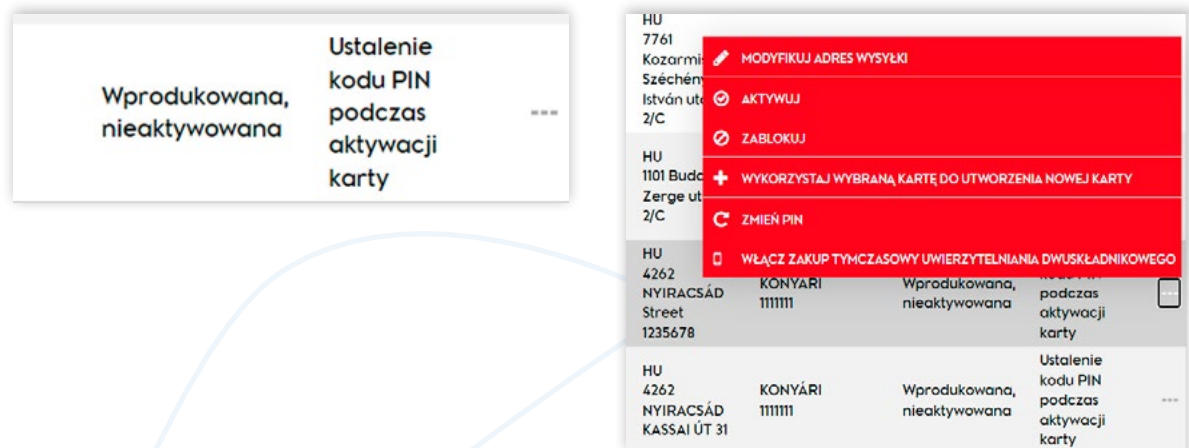 Wprodukowana,
nieaktywowana
Ustalenie
kodu PIN
podczas
aktywacji
karty
---
HU
7761
Kozarmi
Széchén
István ut
2/C
HU
1101 Buda
Zerge ut
2/C
MODYFIKUJ ADRES WYSYŁKI
AKTYWUJ
ZABLOKUJ
WYKORZYSTAJ WYBRANĄ KARTĘ DO UTWORZENIA NOWEJ KARTY
ZMIEŃ PIN
WŁĄCZ ZAKUP TYMCZASOWY UWIERZYTELNIANIA DWUSKŁADNIKOWEGO
HU
4262
NYIRACSÁD
Street
1235678
KONYÁRI
1111111
Wprodukowana,
nieaktywowana
podczas
aktywacji
karty
---
HU
4262
NYIRACSÁD
KASSAI ÚT 31
KONYÁRI
1111111
Wprodukowana,
nieaktywowana
Ustalenie
kodu PIN
podczas
aktywacji
karty
---